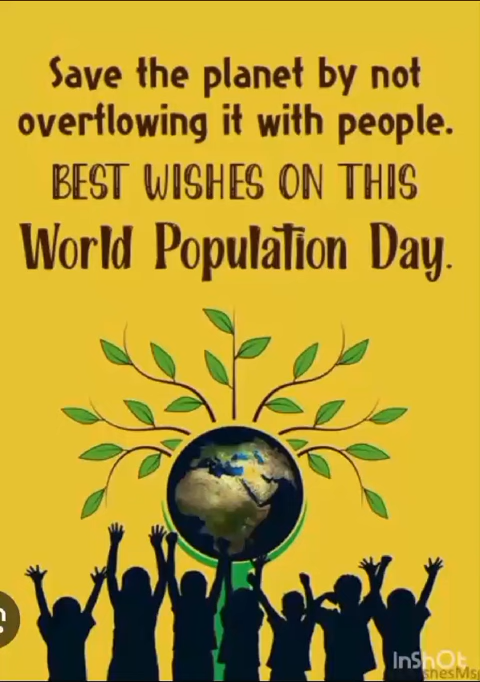 Save the planet by not
overflowing it with people.
BEST WISHES ON THIS
World Population Day.
InShOt